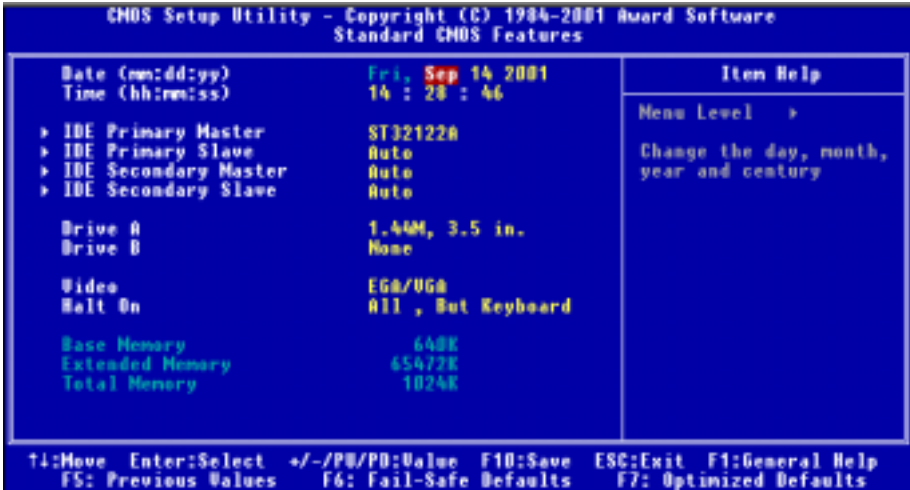 CMOS Setup Utility - Copyright (C) 1984-2001 Award Software
Standard CMOS Features
Date (mm:dd:yy) Fri, Sep 14 2001
Time (hh:mm:ss) 14 : 28 : 46
▸ IDE Primary Master ST32122A
▸ IDE Primary Slave Auto
▸ IDE Secondary Master Auto
▸ IDE Secondary Slave Auto
Drive A 1.44M, 3.5 in.
Drive B None
Video EGA/VGA
Halt On All , But Keyboard
Base Memory 640K
Extended Memory 65472K
Total Memory 1024K
Item Help
Menu Level ▸
Change the day, month,
year and century
↑↓:Move Enter:Select +/-/PU/PD:Value F10:Save ESC:Exit F1:General Help
F5: Previous Values F6: Fail-Safe Defaults F7: Optimized Defaults